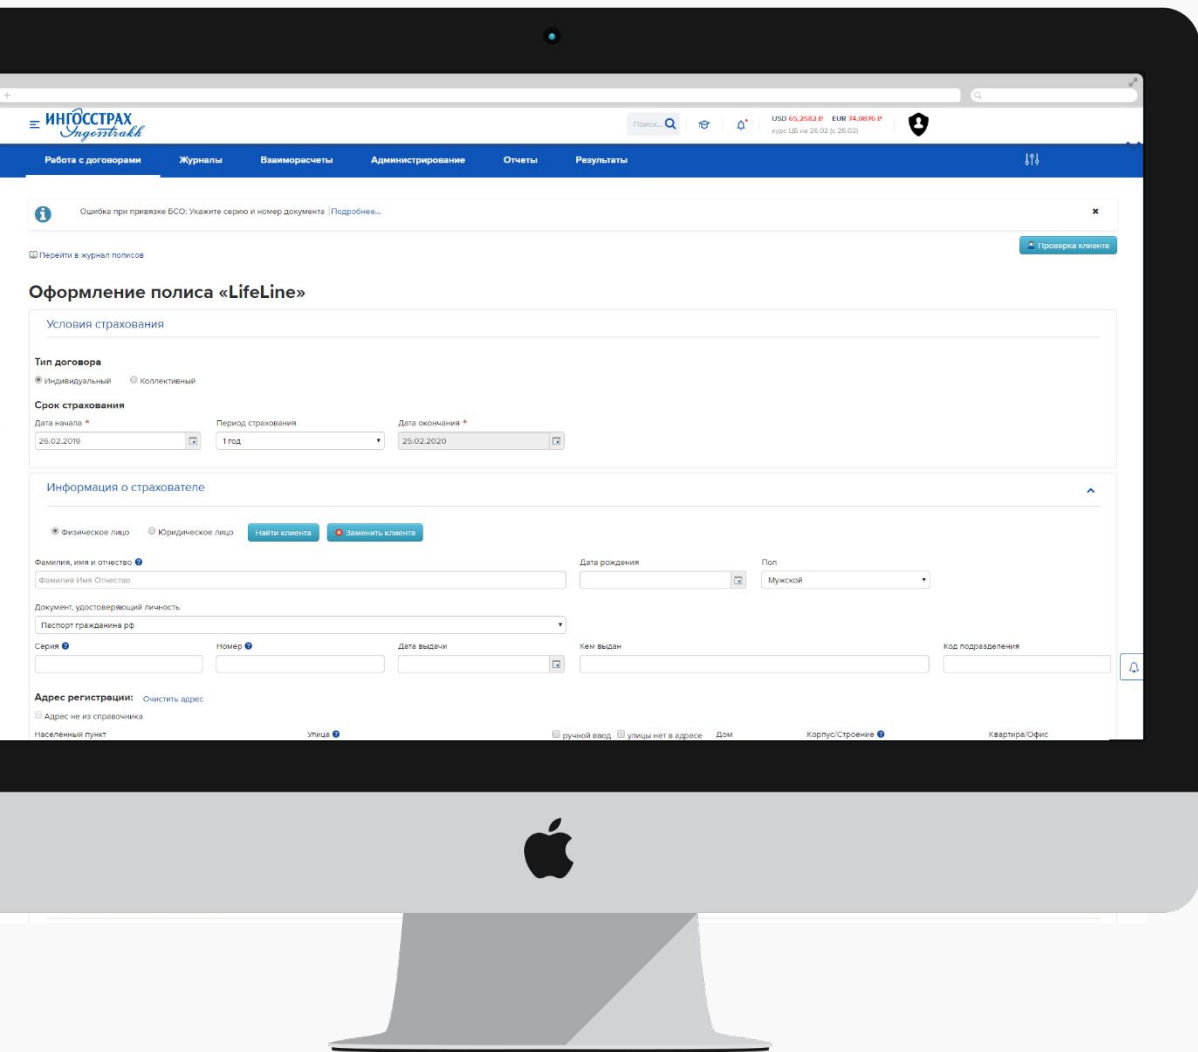 ИНГОССТРАХ
Ingosstrakh
Поиск...
USD 65,2502 ₽ EUR 74,0876 ₽
курс ЦБ на 26.02 (с 26.02)
Работа с договорами Журналы Взаиморасчеты Администрирование Отчеты Результаты
Ошибка при привязке БСО: Укажите серию и номер документа | Подробнее...
Проверка клиента
Перейти в журнал полисов
Оформление полиса «LifeLine»
Условия страхования
Тип договора
Индивидуальный Коллективный
Срок страхования
Дата начала * Период страхования Дата окончания *
26.02.2019 1 год 25.02.2020
Информация о страхователе
Физическое лицо Юридическое лицо Найти клиента Заменить клиента
Фамилия, имя и отчество Дата рождения Пол
Фамилия Имя Отчество Мужской
Документ, удостоверяющий личность
Паспорт гражданина рф
Серия Номер Дата выдачи Кем выдан Код подразделения
Адрес регистрации: Очистить адрес
Адрес не из справочника
Населенный пункт Улица ручной ввод улицы нет в адресе Дом Корпус/Строение Квартира/Офис